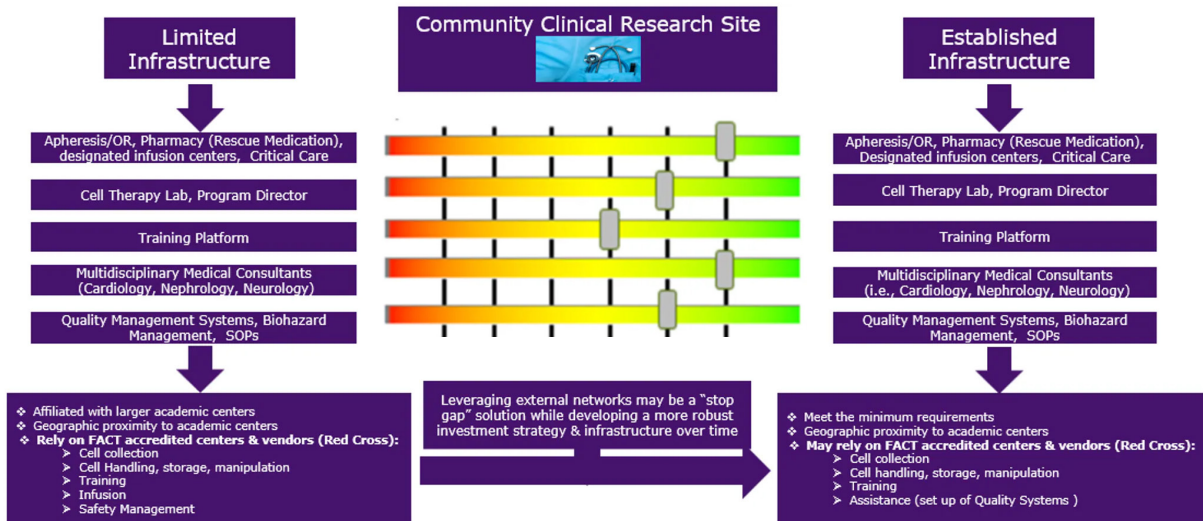 Limited
Infrastructure
Community Clinical Research Site
Established
Infrastructure
Apheresis/OR, Pharmacy (Rescue Medication),
designated infusion centers, Critical Care
Cell Therapy Lab, Program Director
Training Platform
Multidisciplinary Medical Consultants
(Cardiology, Nephrology, Neurology)
Quality Management Systems, Biohazard
Management, SOPs
Apheresis/OR, Pharmacy (Rescue Medication),
Designated infusion centers, Critical Care
Cell Therapy Lab, Program Director
Training Platform
Multidisciplinary Medical Consultants
(i.e., Cardiology, Nephrology, Neurology)
Quality Management Systems, Biohazard
Management, SOPs
❖ Affiliated with larger academic centers
❖ Geographic proximity to academic centers
❖ Rely on FACT accredited centers & vendors (Red Cross):
➢ Cell collection
➢ Cell Handling, storage, manipulation
➢ Training
➢ Infusion
➢ Safety Management
Leveraging external networks may be a “stop
gap” solution while developing a more robust
investment strategy & infrastructure over time
❖ Meet the minimum requirements
❖ Geographic proximity to academic centers
❖ May rely on FACT accredited centers & vendors (Red Cross):
➢ Cell collection
➢ Cell handling, storage, manipulation
➢ Training
➢ Assistance (set up of Quality Systems )